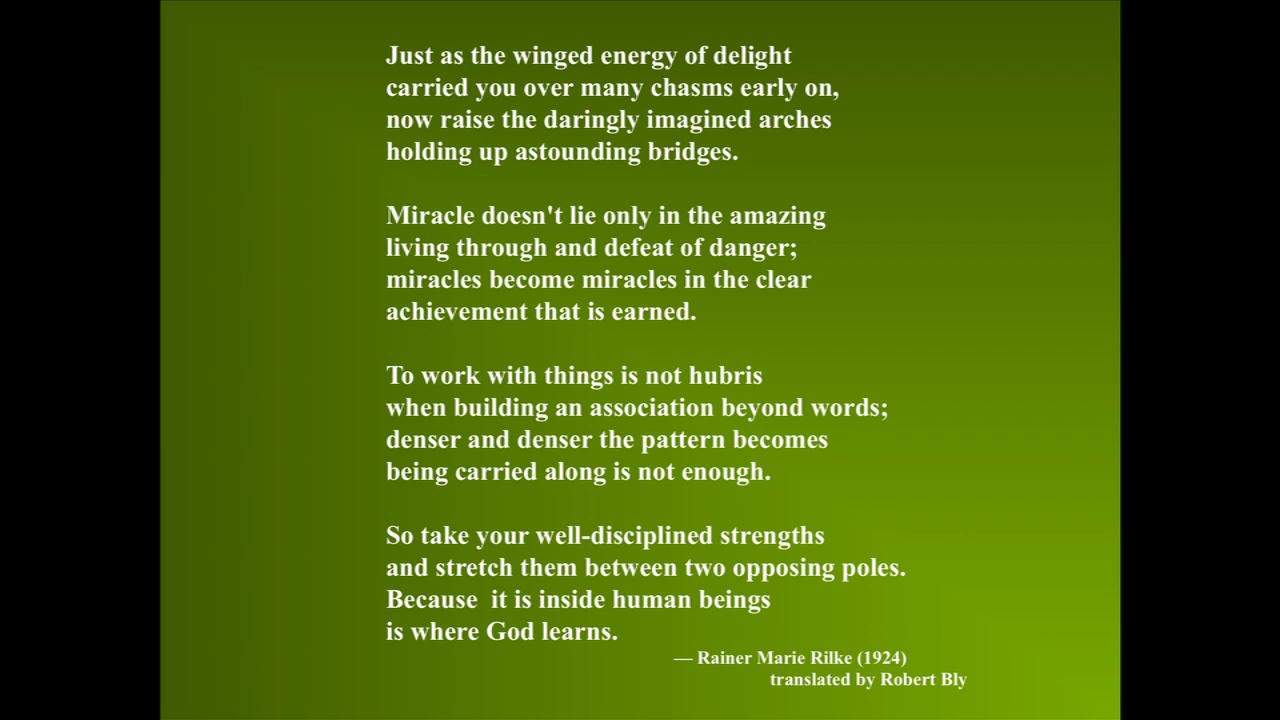 Just as the winged energy of delight
carried you over many chasms early on,
now raise the daringly imagined arches
holding up astounding bridges.
Miracle doesn't lie only in the amazing
living through and defeat of danger;
miracles become miracles in the clear
achievement that is earned.
To work with things is not hubris
when building an association beyond words;
denser and denser the pattern becomes
being carried along is not enough.
So take your well-disciplined strengths
and stretch them between two opposing poles.
Because  it is inside human beings
is where God learns.
— Rainer Marie Rilke (1924)
translated by Robert Bly